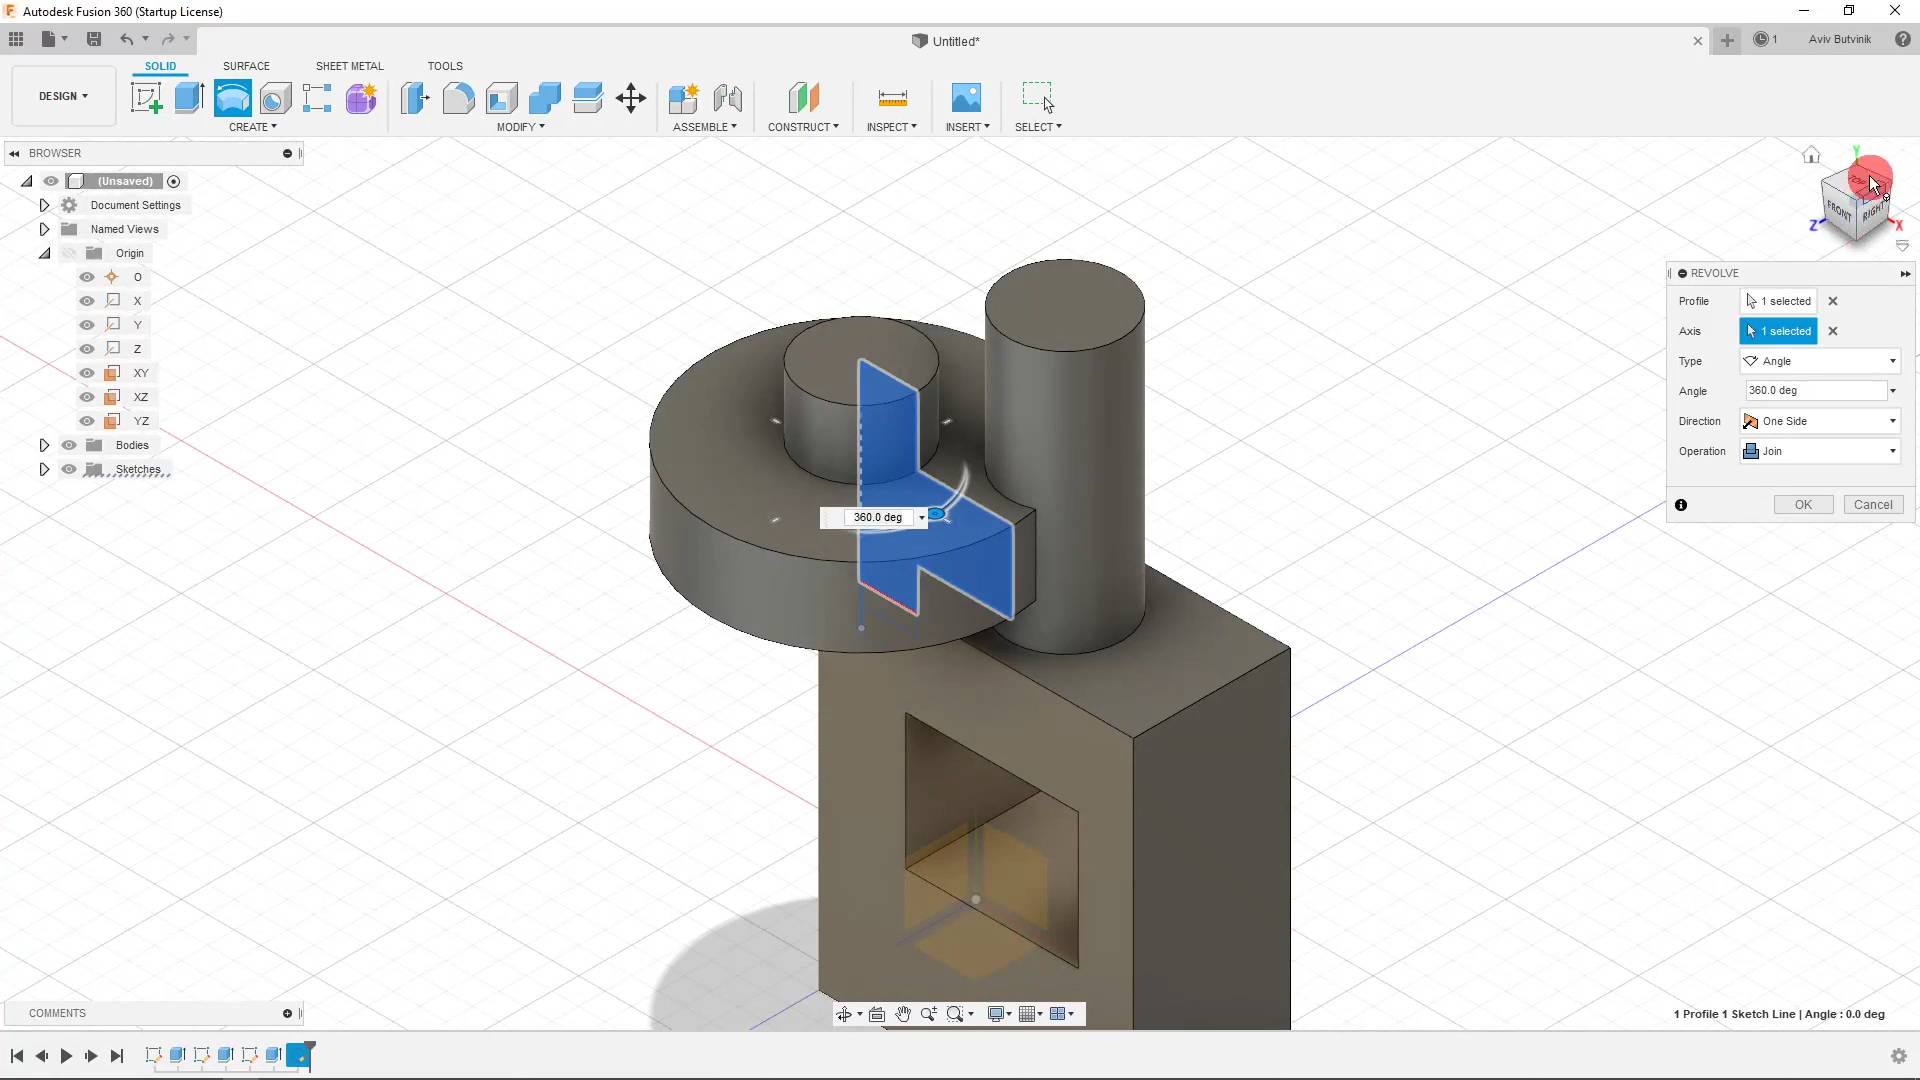 Autodesk Fusion 360 (Startup License)
Untitled*
1
Aviv Butvinik
DESIGN
SOLID
SURFACE
SHEET METAL
TOOLS
CREATE
MODIFY
ASSEMBLE
CONSTRUCT
INSPECT
INSERT
SELECT
BROWSER
(Unsaved)
Document Settings
Named Views
Origin
O
X
Y
Z
XY
XZ
YZ
Bodies
Sketches
Y
FRONT
RIGHT
Z
X
REVOLVE
Profile
1 selected
Axis
1 selected
Type
Angle
Angle
360.0 deg
Direction
One Side
Operation
Join
OK
Cancel
360.0 deg
COMMENTS
1 Profile 1 Sketch Line | Angle : 0.0 deg